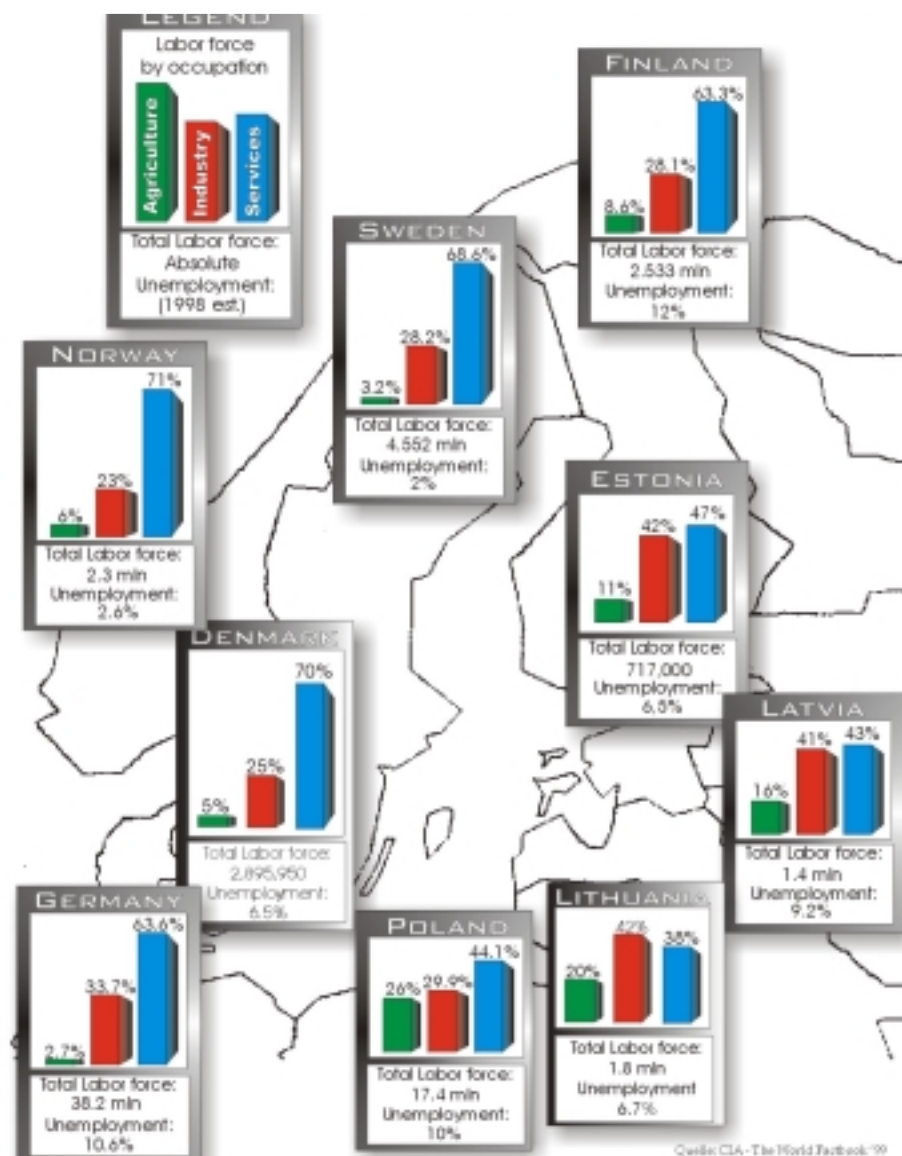 LEGEND
Labor force
by occupation
Agriculture
Industry
Services
Total Labor force:
Absolute
Unemployment:
(1998 est.)
FINLAND
63.3%
28.1%
8.6%
Total Labor force:
2.533 mln
Unemployment:
12%
SWEDEN
68.6%
28.2%
3.2%
Total Labor force:
4.552 mln
Unemployment:
2%
NORWAY
71%
23%
6%
Total Labor force:
2.3 mln
Unemployment:
2.6%
ESTONIA
47%
42%
11%
Total Labor force:
717,000
Unemployment:
6.5%
DENMARK
70%
25%
5%
Total Labor force:
2,895,950
Unemployment:
6.5%
LATVIA
43%
41%
16%
Total Labor force:
1.4 mln
Unemployment:
9.2%
GERMANY
63.6%
33.7%
2.7%
Total Labor force:
38.2 mln
Unemployment:
10.6%
POLAND
44.1%
26% 29.9%
Total Labor force:
17.4 mln
Unemployment:
10%
LITHUANIA
42%
38%
20%
Total Labor force:
1.8 mln
Unemployment
6.7%
Quelle: CIA - The World Factbook '99